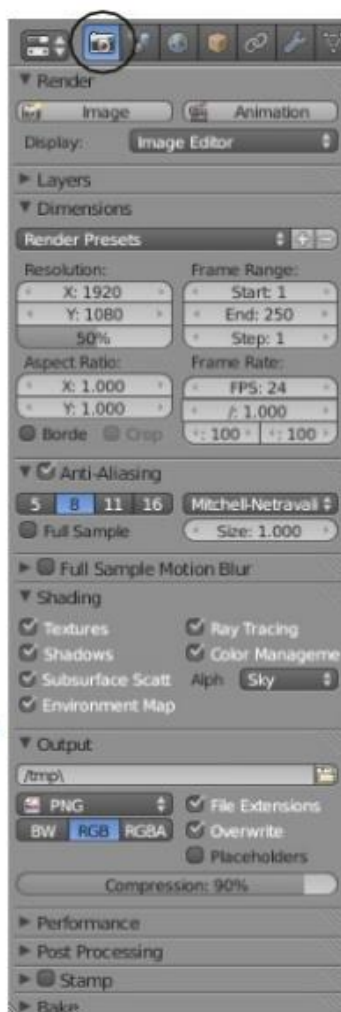 Render
Image Animation
Display: Image Editor
Layers
Dimensions
Render Presets
Resolution: Frame Range:
X: 1920 Start: 1
Y: 1080 End: 250
50% Step: 1
Aspect Ratio: Frame Rate:
X: 1.000 FPS: 24
Y: 1.000 /: 1.000
Borde Crop : 100 : 100
Anti-Aliasing
5 8 11 16 Mitchell-Netravali
Full Sample Size: 1.000
Full Sample Motion Blur
Shading
Textures Ray Tracing
Shadows Color Manageme
Subsurface Scatt Alph Sky
Environment Map
Output
/tmp\
PNG File Extensions
BW RGB RGBA Overwrite
Placeholders
Compression: 90%
Performance
Post Processing
Stamp
Bake